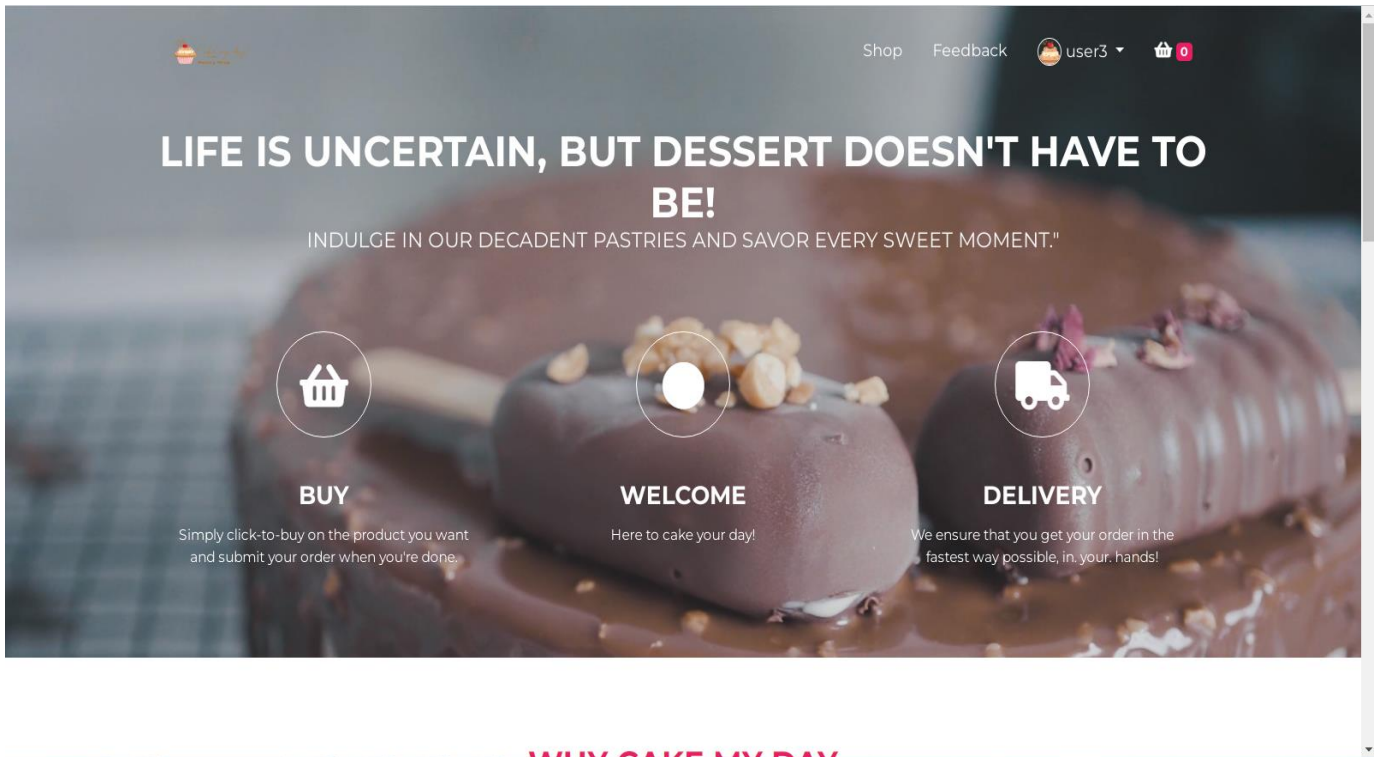 Shop Feedback user3 0
LIFE IS UNCERTAIN, BUT DESSERT DOESN'T HAVE TO
BE!
INDULGE IN OUR DECADENT PASTRIES AND SAVOR EVERY SWEET MOMENT."
BUY
Simply click-to-buy on the product you want
and submit your order when you're done.
WELCOME
Here to cake your day!
DELIVERY
We ensure that you get your order in the
fastest way possible, in. your. hands!
WHY CAKE MY DAY